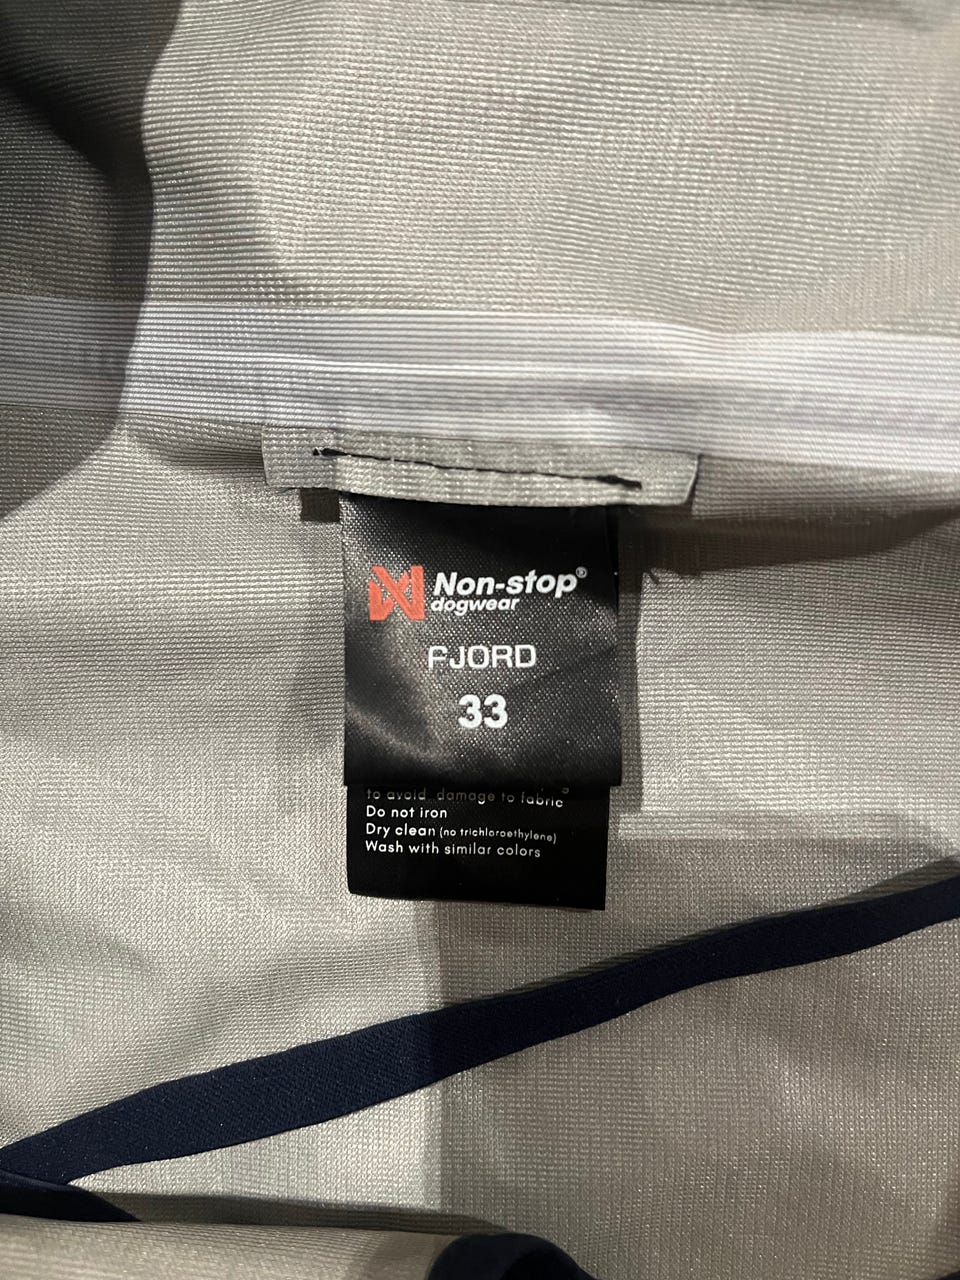 Non-stop®
dogwear
FJORD
33
to avoid damage to fabric
Do not iron
Dry clean (no trichloroethylene)
Wash with similar colors